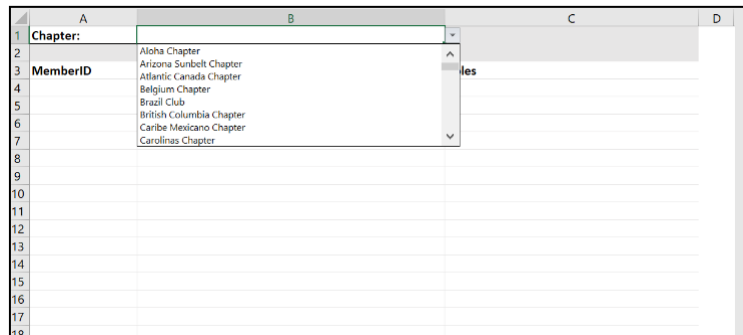 A B C D
1 Chapter:
2 Aloha Chapter
Arizona Sunbelt Chapter
3 MemberID Atlantic Canada Chapter les
4 Belgium Chapter
5 Brazil Club
6 British Columbia Chapter
Caribe Mexicano Chapter
7 Carolinas Chapter
8
9
10
11
12
13
14
15
16
17
18